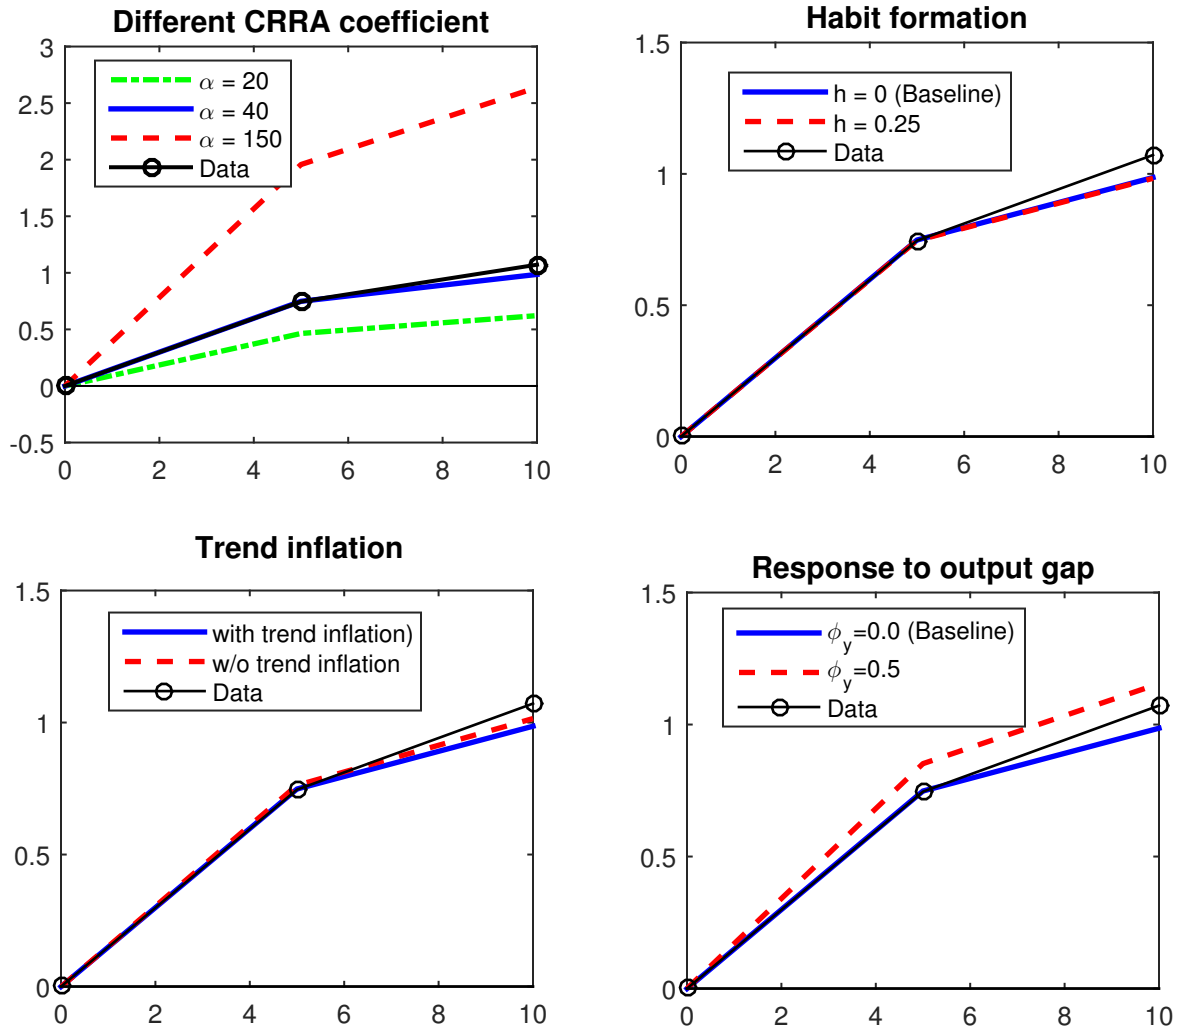 Different CRRA coefficient
3
2.5
2
1.5
1
0.5
0
-0.5
α = 20
α = 40
α = 150
Data
0 2 4 6 8 10
Habit formation
1.5
1
0.5
0
h = 0 (Baseline)
h = 0.25
Data
0 2 4 6 8 10
Trend inflation
1.5
1
0.5
0
with trend inflation)
w/o trend inflation
Data
0 2 4 6 8 10
Response to output gap
1.5
1
0.5
0
ϕ_y=0.0 (Baseline)
ϕ_y=0.5
Data
0 2 4 6 8 10